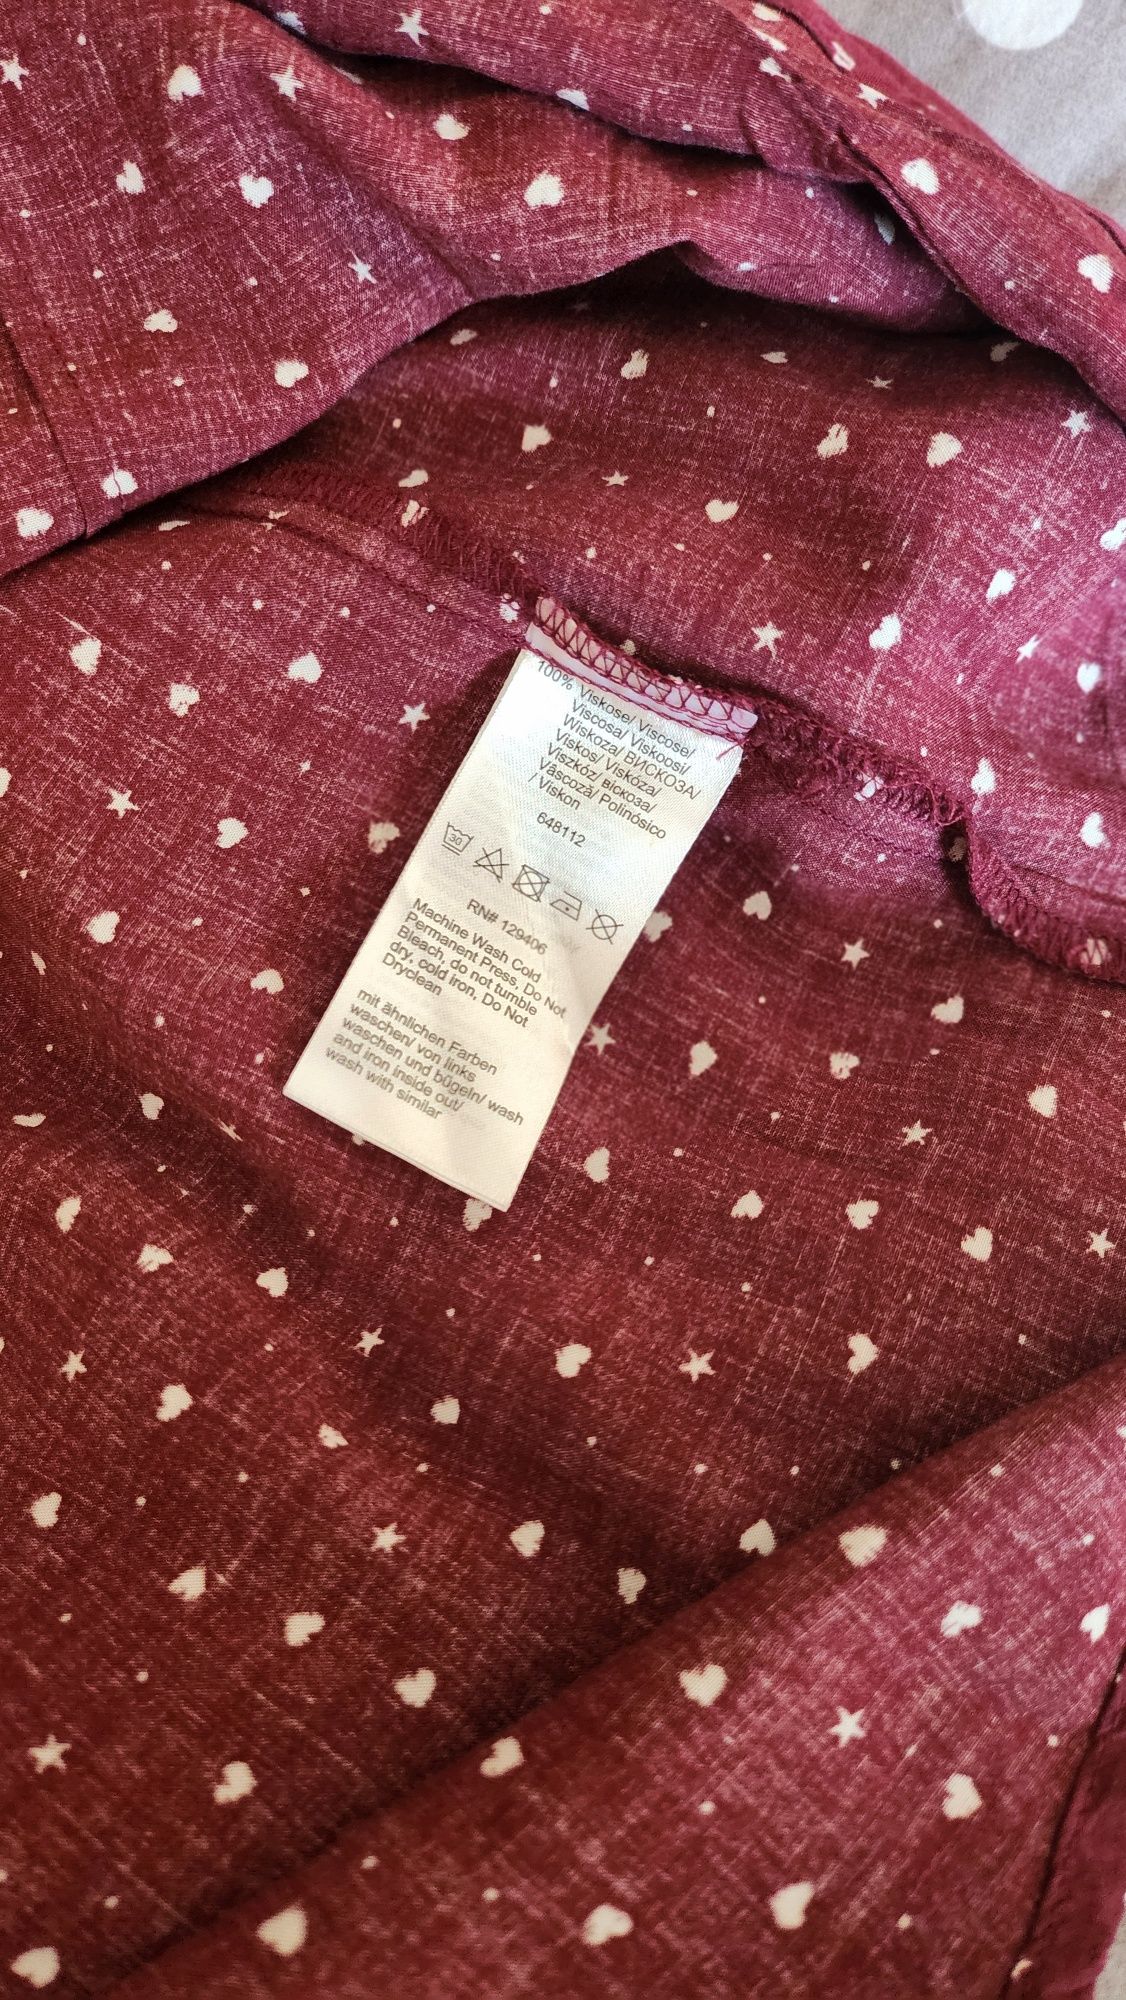 100% Viskose/ Viscose/
Viscosa/ Viskoosi/
Wiskoza/ ВИСКОЗА/
Viskos/ Viskóza/
Viszkóz/ віскоза/
Vâscoză/ Polinósico
/ Viskon
648112
30
RN# 129406
Machine Wash Cold
Permanent Press, Do Not
Bleach, do not tumble
dry, cold iron, Do Not
Dryclean
mit ähnlichen Farben
waschen/ von links
waschen und bügeln/ wash
and iron inside out/
wash with similar